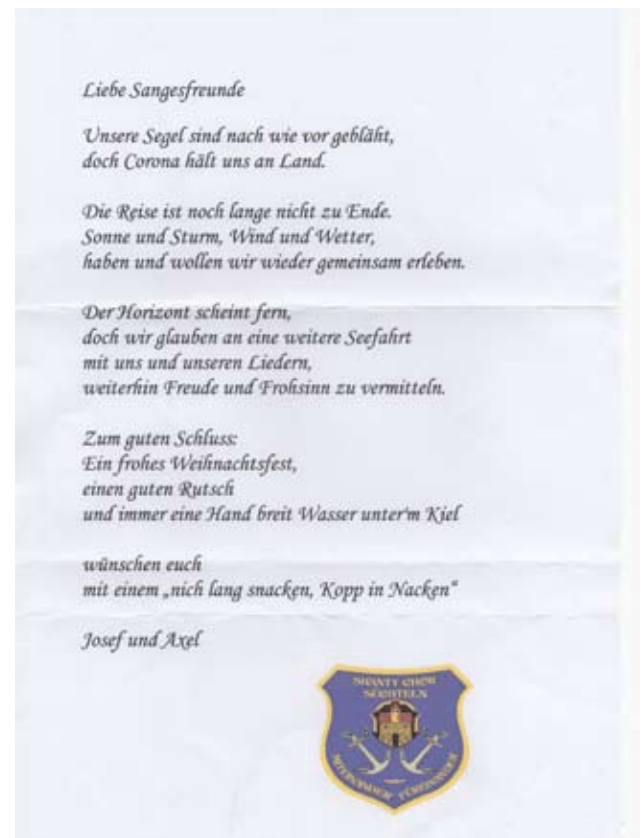 Liebe Sangesfreunde
Unsere Segel sind nach wie vor gebläht,
doch Corona hält uns an Land.
Die Reise ist noch lange nicht zu Ende.
Sonne und Sturm, Wind und Wetter,
haben und wollen wir wieder gemeinsam erleben.
Der Horizont scheint fern,
doch wir glauben an eine weitere Seefahrt
mit uns und unseren Liedern,
weiterhin Freude und Frohsinn zu vermitteln.
Zum guten Schluss:
Ein frohes Weihnachtsfest,
einen guten Rutsch
und immer eine Hand breit Wasser unter'm Kiel
wünschen euch
mit einem „nich lang snacken, Kopp in Nacken“
Josef und Axel
SHANTY CHOR
SÜCHTELN
MITEINANDER FÜREINANDER